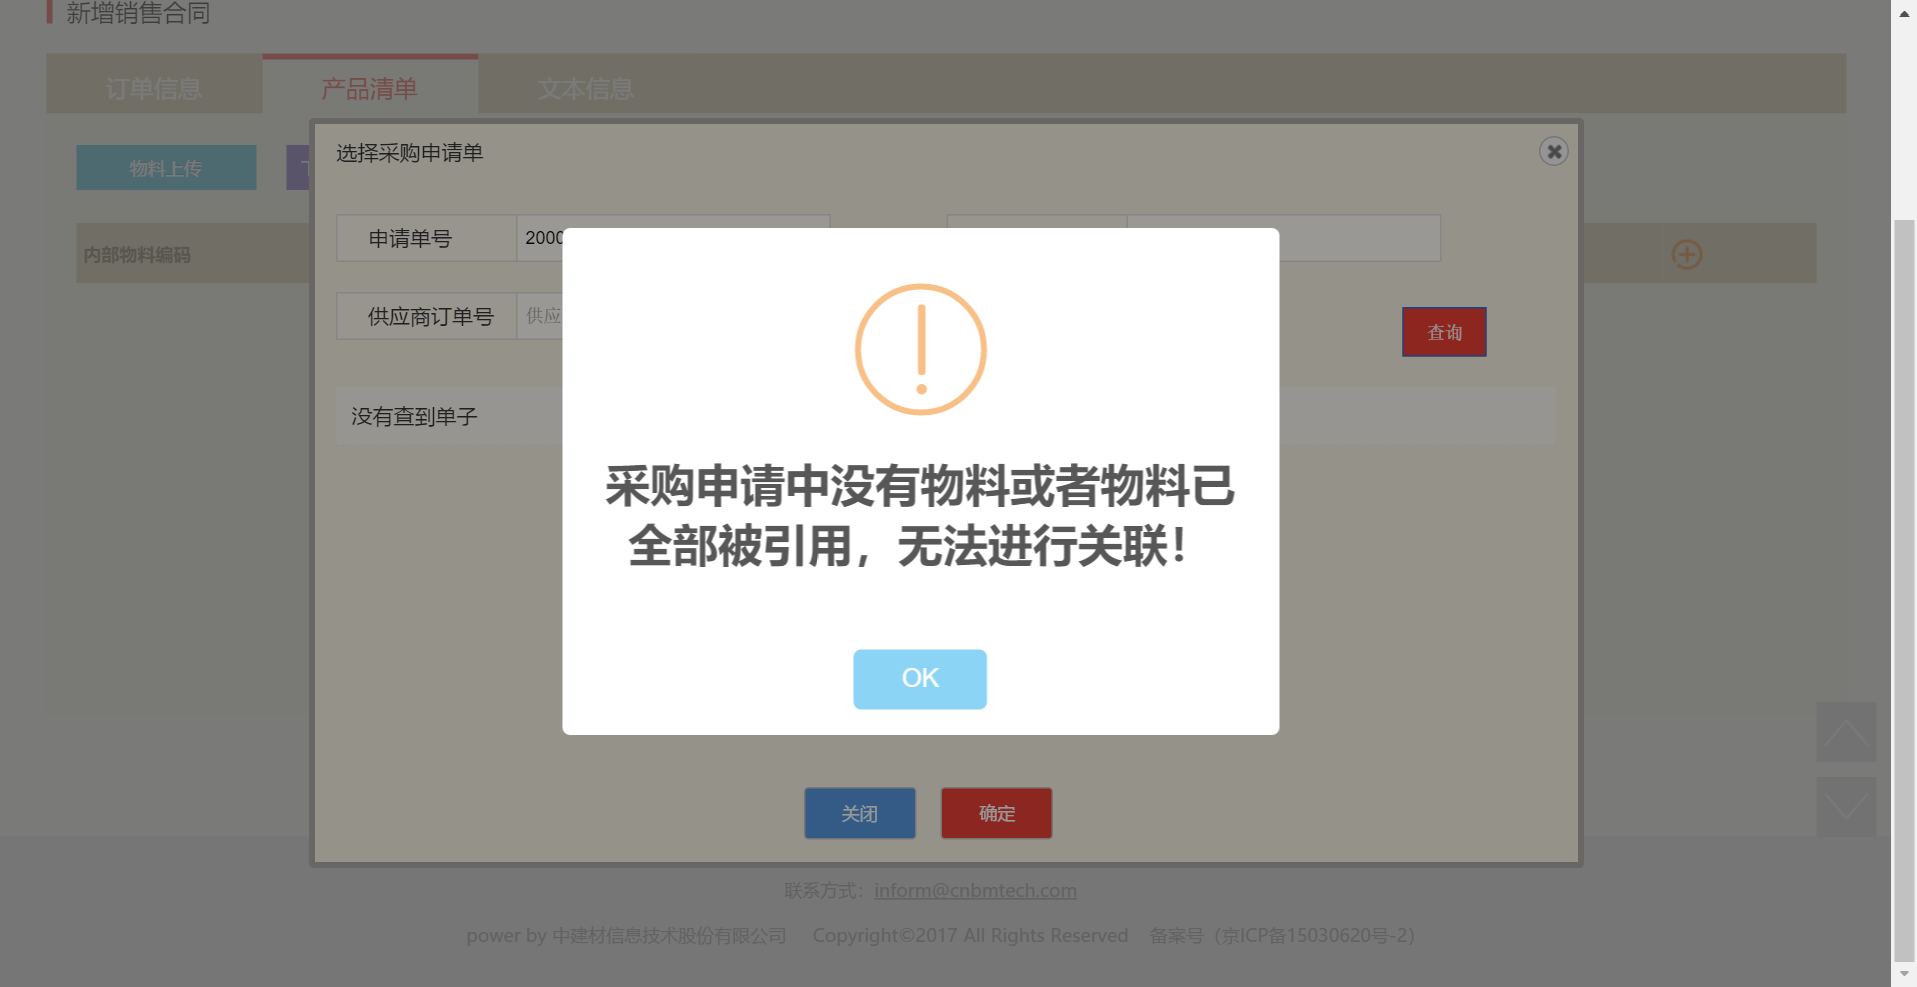 新增销售合同
订单信息 产品清单 文本信息
选择采购申请单
物料上传
申请单号 2000
内部物料编码
供应商订单号 供应
查询
没有查到单子
采购申请中没有物料或者物料已
全部被引用，无法进行关联！
OK
关闭 确定
联系方式：inform@cnbmtech.com
power by 中建材信息技术股份有限公司 Copyright©2017 All Rights Reserved 备案号（京ICP备15030620号-2）